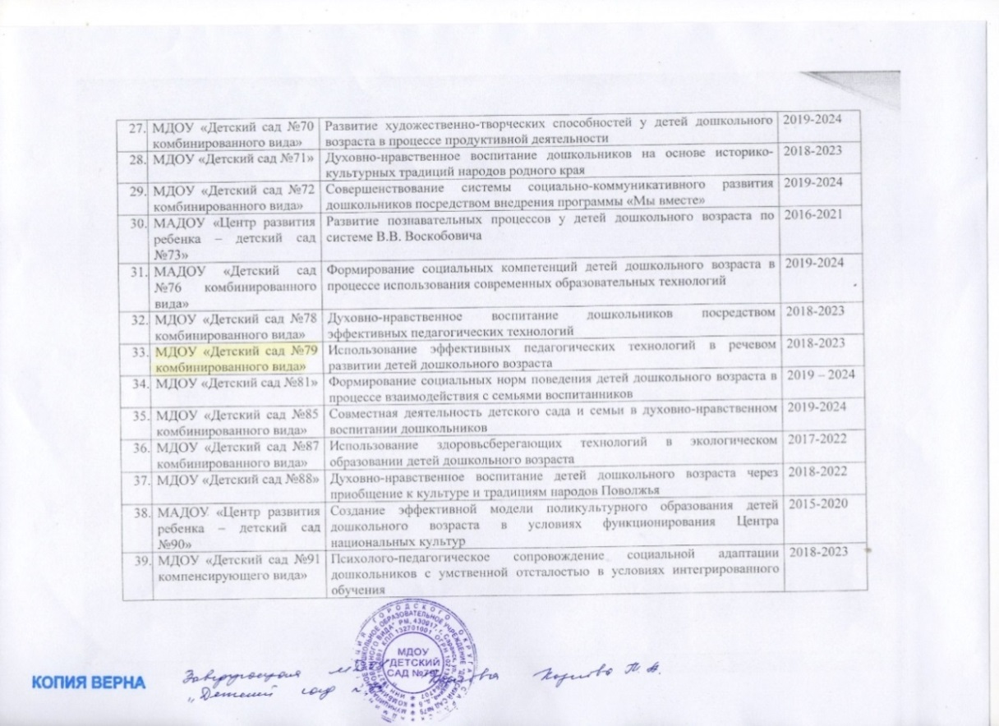 27. МДОУ «Детский сад №70 Развитие художественно-творческих способностей у детей дошкольного 2019-2024
комбинированного вида» возраста в процессе продуктивной деятельности
28. МДОУ «Детский сад №71» Духовно-нравственное воспитание дошкольников на основе историко- 2018-2023
культурных традиций народов родного края
29. МДОУ «Детский сад №72 Совершенствование системы социально-коммуникативного развития 2019-2024
комбинированного вида» дошкольников посредством внедрения программы «Мы вместе»
30. МАДОУ «Центр развития Развитие познавательных процессов у детей дошкольного возраста по 2016-2021
ребенка – детский сад системе В.В. Воскобовича
№73»
31. МАДОУ «Детский сад Формирование социальных компетенций детей дошкольного возраста в 2019-2024
№76 комбинированного процессе использования современных образовательных технологий
вида»
32. МДОУ «Детский сад №78 Духовно-нравственное воспитание дошкольников посредством 2018-2023
комбинированного вида» эффективных педагогических технологий
33. МДОУ «Детский сад №79 Использование эффективных педагогических технологий в речевом 2018-2023
комбинированного вида» развитии детей дошкольного возраста
34. МДОУ «Детский сад №81» Формирование социальных норм поведения детей дошкольного возраста в 2019 – 2024
процессе взаимодействия с семьями воспитанников
35. МДОУ «Детский сад №85 Совместная деятельность детского сада и семьи в духовно-нравственном 2019-2024
комбинированного вида» воспитании дошкольников
36. МДОУ «Детский сад №87 Использование здоровьсберегающих технологий в экологическом 2017-2022
комбинированного вида» образовании детей дошкольного возраста
37. МДОУ «Детский сад №88» Духовно-нравственное воспитание детей дошкольного возраста через 2018-2022
приобщение к культуре и традициям народов Поволжья
38. МАДОУ «Центр развития Создание эффективной модели поликультурного образования детей 2015-2020
ребенка – детский сад дошкольного возраста в условиях функционирования Центра
№90» национальных культур
39. МДОУ «Детский сад №91 Психолого-педагогическое сопровождение социальной адаптации 2018-2023
компенсирующего вида» дошкольников с умственной отсталостью в условиях интегрированного
обучения
МДОУ
"ДЕТСКИЙ
САД №79"
КОПИЯ ВЕРНА
"Детский сад